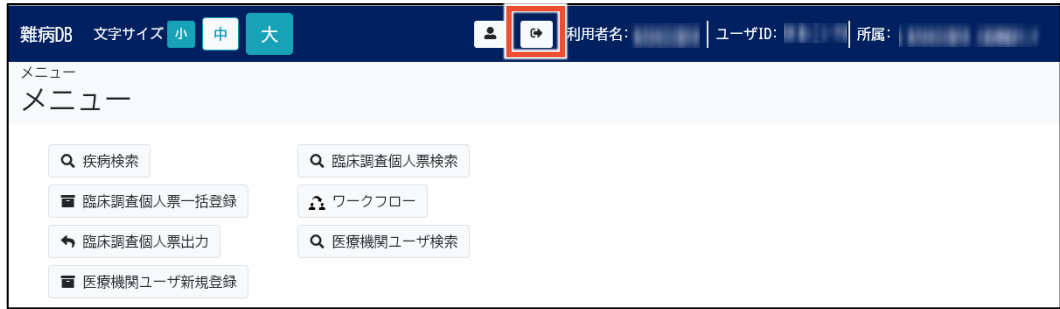 難病DB 文字サイズ 小 中 大 利用者名: ユーザID: 所属:
メニュー
メニュー
疾病検索 臨床調査個人票検索
臨床調査個人票一括登録 ワークフロー
臨床調査個人票出力 医療機関ユーザ検索
医療機関ユーザ新規登録